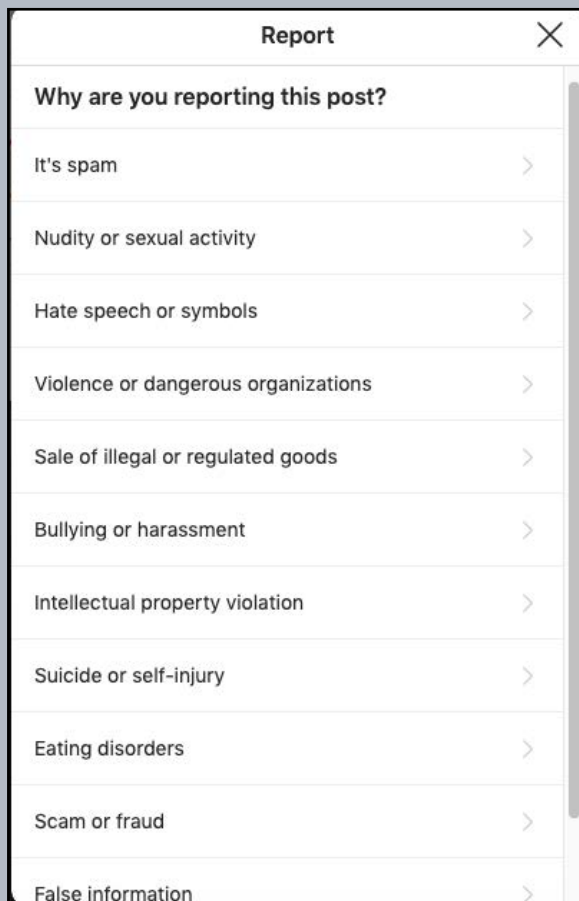 Report
Why are you reporting this post?
It's spam
Nudity or sexual activity
Hate speech or symbols
Violence or dangerous organizations
Sale of illegal or regulated goods
Bullying or harassment
Intellectual property violation
Suicide or self-injury
Eating disorders
Scam or fraud
False information